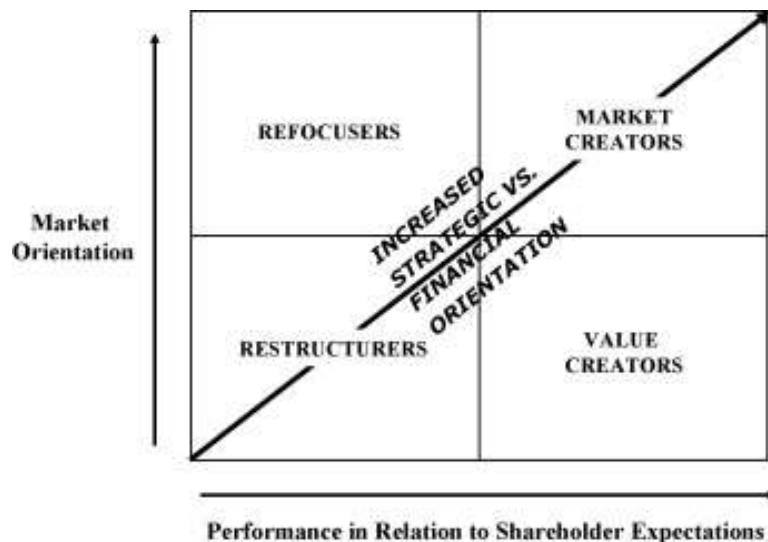 REFOCUSERS
MARKET
CREATORS
INCREASED
STRATEGIC VS.
FINANCIAL
ORIENTATION
Market
Orientation
RESTRUCTURERS
VALUE
CREATORS
Performance in Relation to Shareholder Expectations